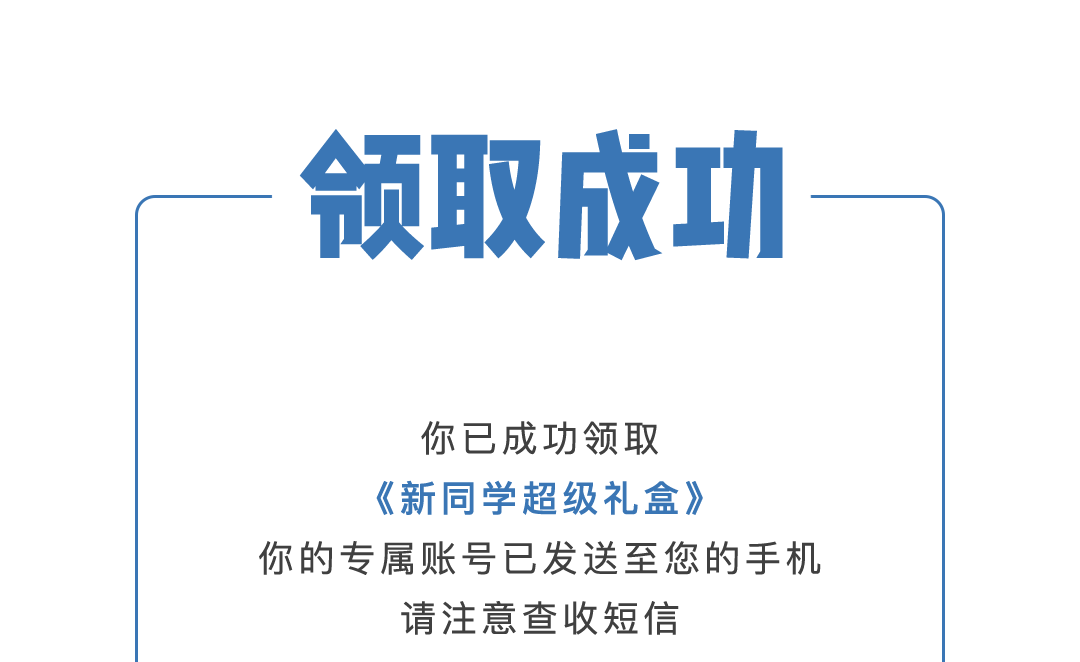 领取成功
你已成功领取
《新同学超级礼盒》
你的专属账号已发送至您的手机
请注意查收短信